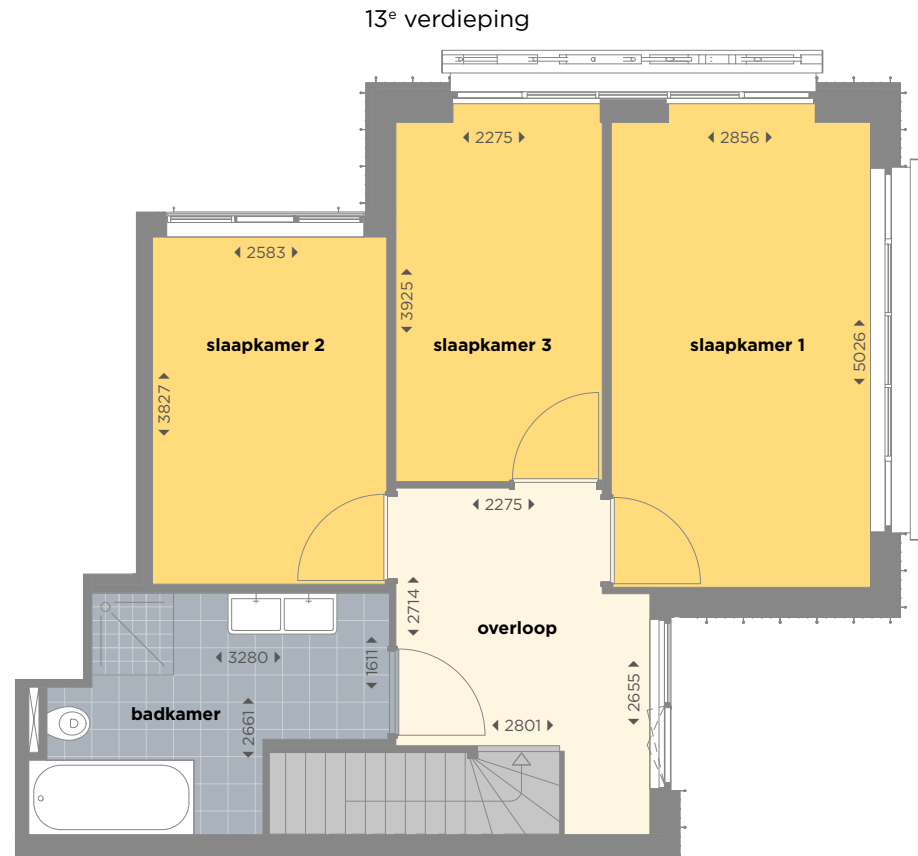 13ᵉ verdieping
2275
2856
2583
3925
slaapkamer 2
slaapkamer 3
slaapkamer 1
5026
3827
2275
2714
overloop
3280
1611
2655
badkamer
2661
2801